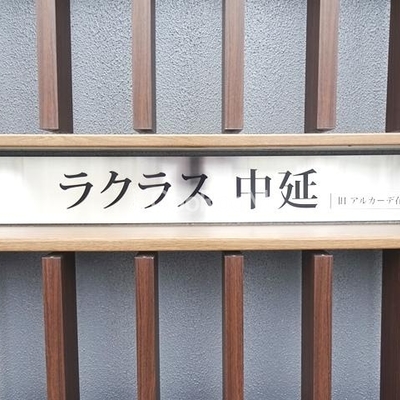 ラクラス 中延 | 旧 アルカーデ